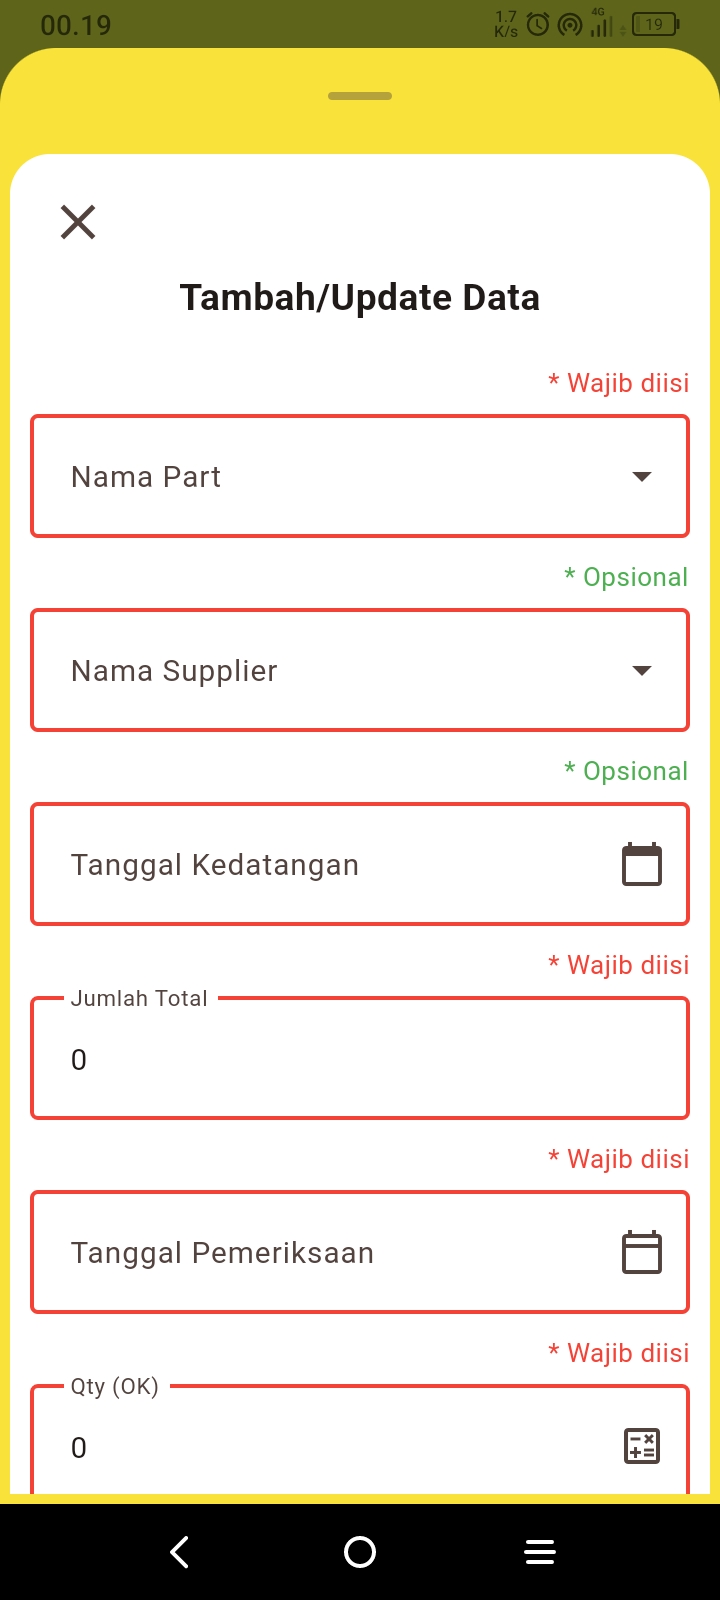 00.19
1.7
K/s
4G
19
Tambah/Update Data
* Wajib diisi
Nama Part
* Opsional
Nama Supplier
* Opsional
Tanggal Kedatangan
* Wajib diisi
Jumlah Total
0
* Wajib diisi
Tanggal Pemeriksaan
* Wajib diisi
Qty (OK)
0